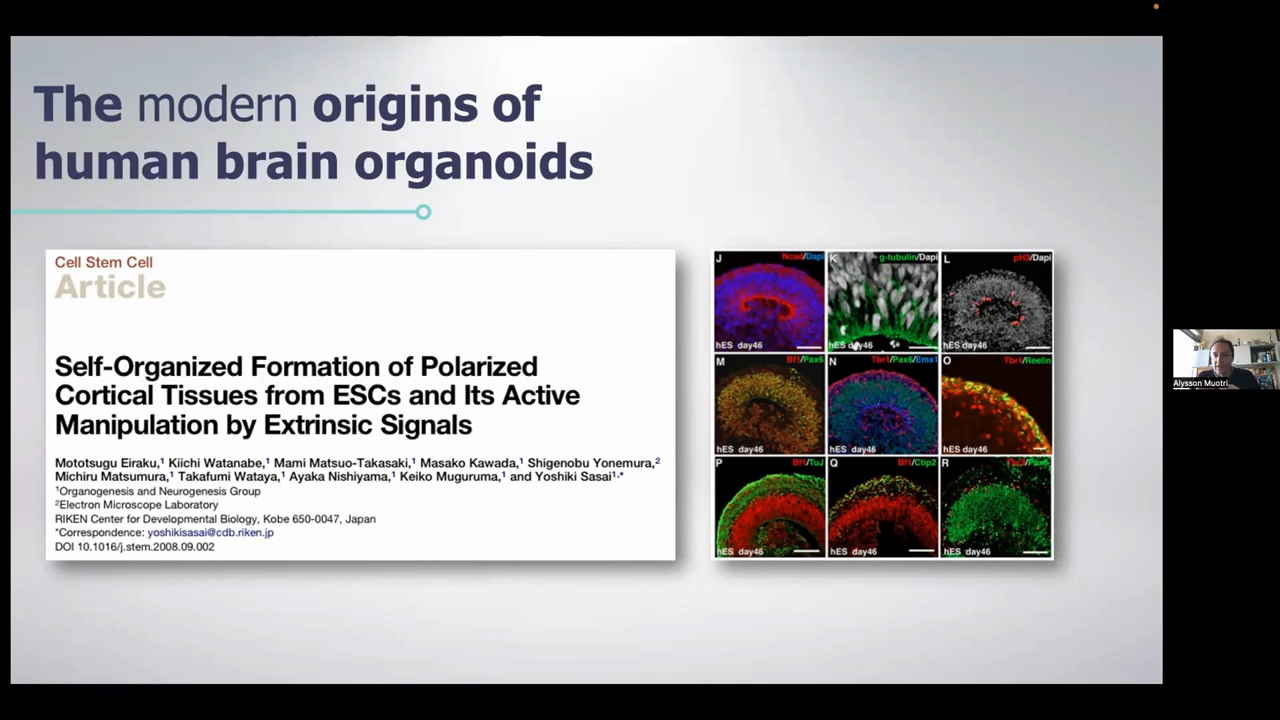 The modern origins of
human brain organoids
Cell Stem Cell
Article
Self-Organized Formation of Polarized
Cortical Tissues from ESCs and Its Active
Manipulation by Extrinsic Signals
Mototsugu Eiraku,1 Kiichi Watanabe,1 Mami Matsuo-Takasaki,1 Masako Kawada,1 Shigenobu Yonemura,2
Michiru Matsumura,1 Takafumi Wataya,1 Ayaka Nishiyama,1 Keiko Muguruma,1 and Yoshiki Sasai1,*
1Organogenesis and Neurogenesis Group
2Electron Microscope Laboratory
RIKEN Center for Developmental Biology, Kobe 650-0047, Japan
*Correspondence: yoshikisasai@cdb.riken.jp
DOI 10.1016/j.stem.2008.09.002
J Ncad/Dapi
hES day46
K g-tubulin/Dapi
hES day46
L pH3/Dapi
hES day46
M Bf1/Pax6
hES day46
N Tbr1/Pax6/Emx1
hES day46
O Tbr1/Reelin
hES day46
P Bf1/TuJ
hES day46
Q Bf1/Ctip2
hES day46
R
hES day46
Alysson Muotri